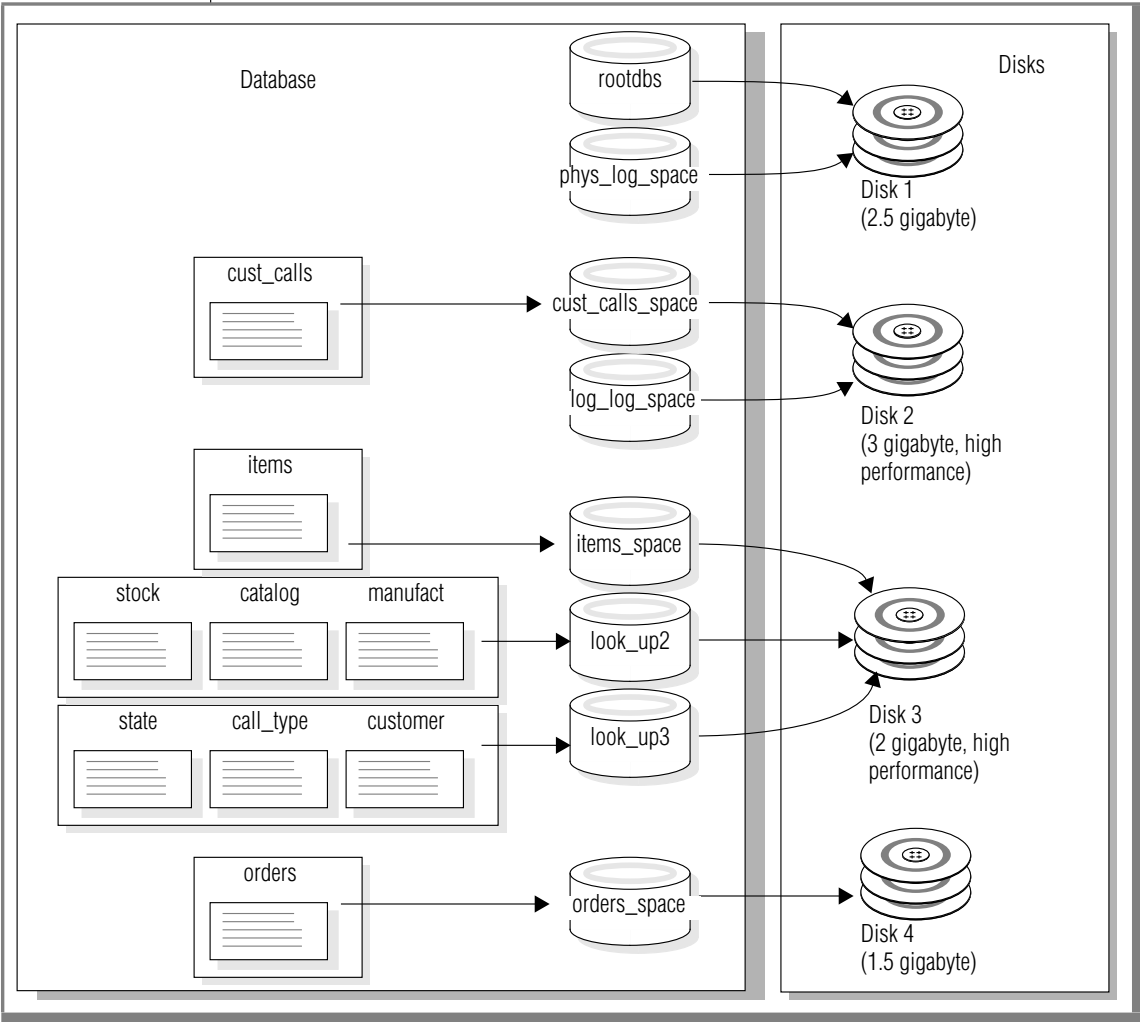 Database
Disks
rootdbs
phys_log_space
Disk 1
(2.5 gigabyte)
cust_calls
cust_calls_space
log_log_space
Disk 2
(3 gigabyte, high
performance)
items
items_space
stock
catalog
manufact
look_up2
state
call_type
customer
look_up3
Disk 3
(2 gigabyte, high
performance)
orders
orders_space
Disk 4
(1.5 gigabyte)